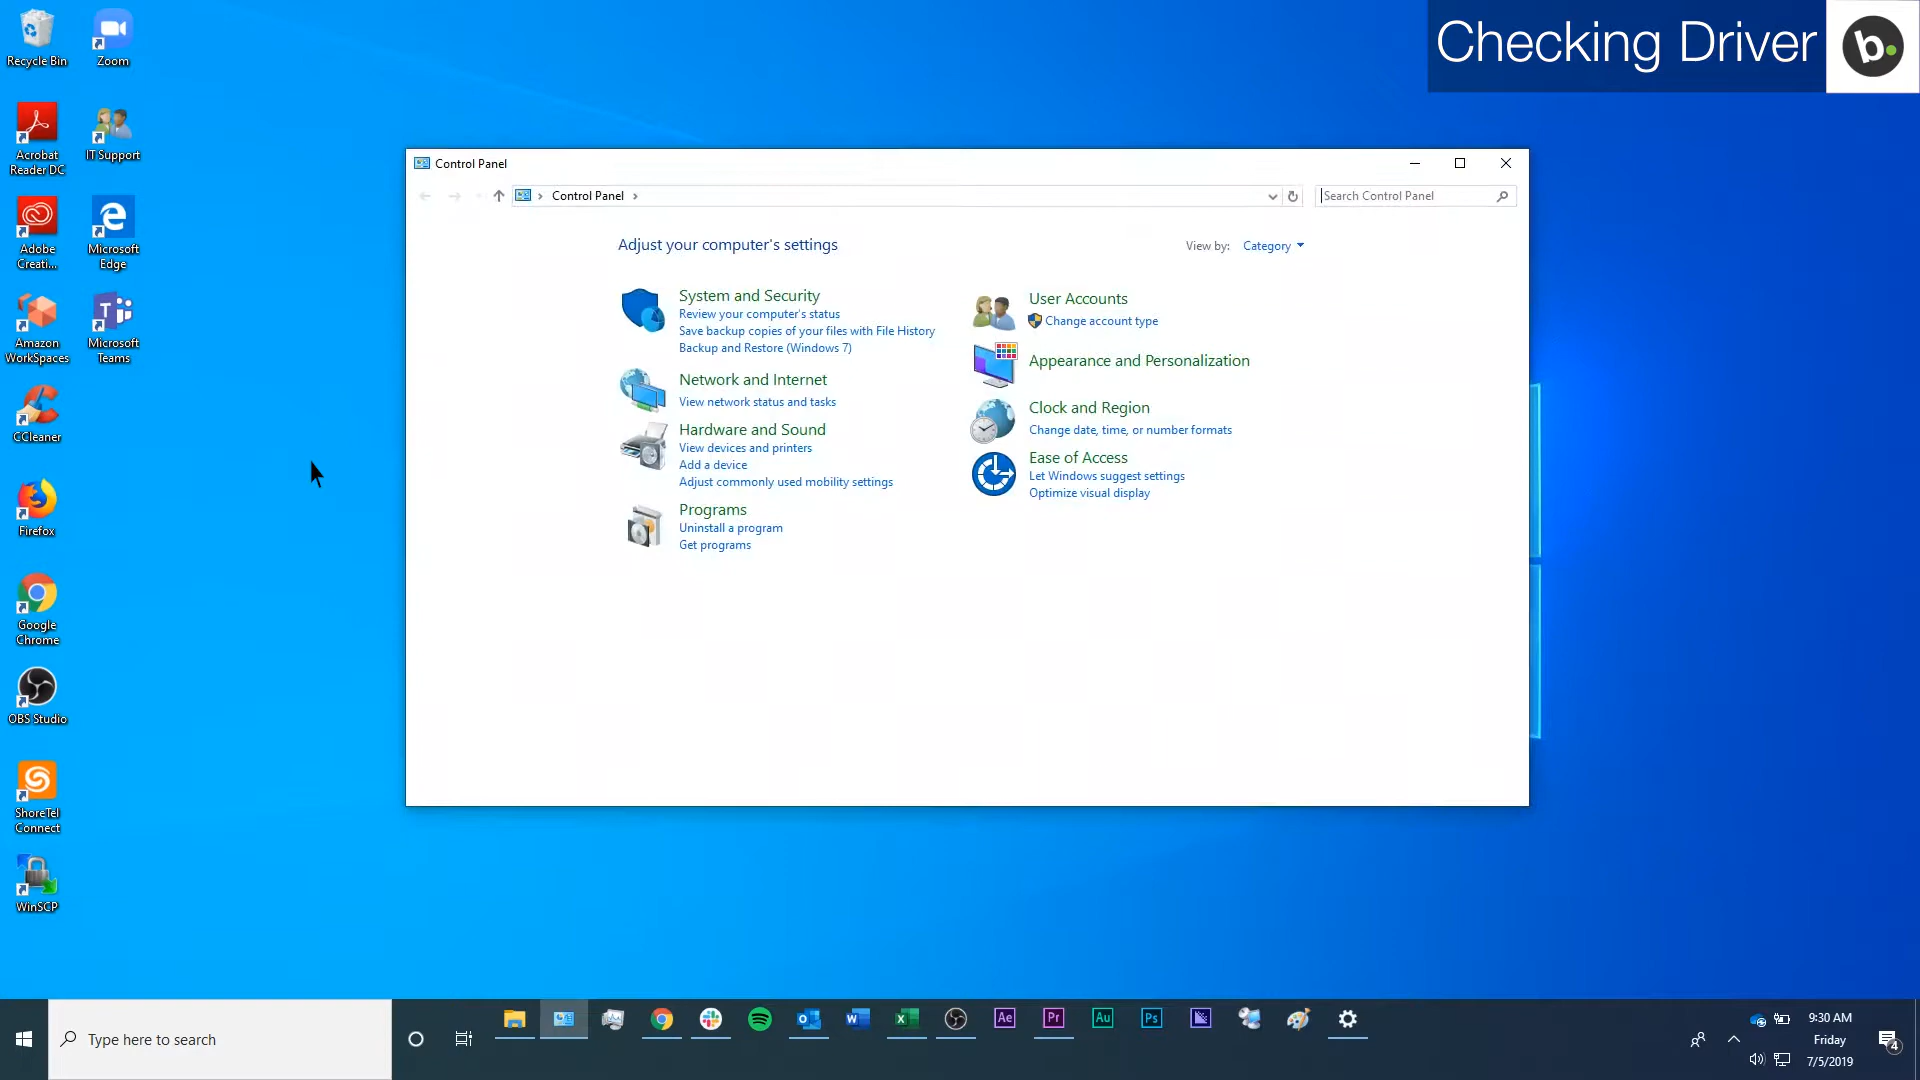 Checking Driver
b.
Recycle Bin
Zoom
Acrobat
Reader DC
IT Support
Adobe
Creati...
Microsoft
Edge
Amazon
WorkSpaces
Microsoft
Teams
CCleaner
Firefox
Google
Chrome
OBS Studio
ShoreTel
Connect
WinSCP
Control Panel
Control Panel
Search Control Panel
Adjust your computer's settings
View by: Category
System and Security
Review your computer's status
Save backup copies of your files with File History
Backup and Restore (Windows 7)
Network and Internet
View network status and tasks
Hardware and Sound
View devices and printers
Add a device
Adjust commonly used mobility settings
Programs
Uninstall a program
Get programs
User Accounts
Change account type
Appearance and Personalization
Clock and Region
Change date, time, or number formats
Ease of Access
Let Windows suggest settings
Optimize visual display
Type here to search
Ae
Pr
Au
Ps
9:30 AM
Friday
7/5/2019
4